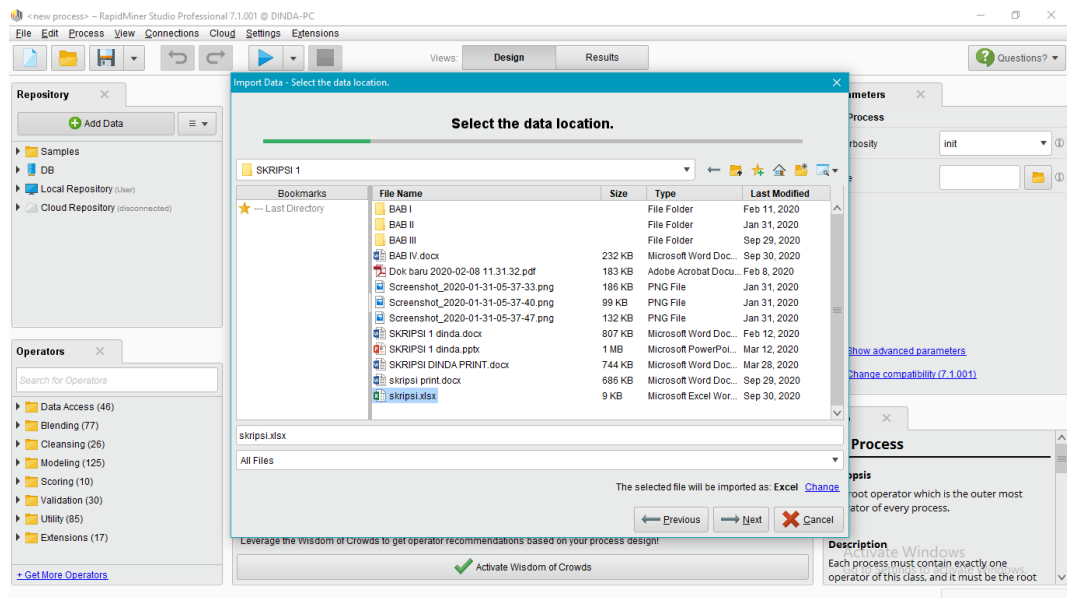 <new process> – RapidMiner Studio Professional 7.1.001 @ DINDA-PC
File Edit Process View Connections Cloud Settings Extensions
Views: Design Results
Questions?
Repository
Add Data
Samples
DB
Local Repository (User)
Cloud Repository (disconnected)
Operators
Search for Operators
Data Access (46)
Blending (77)
Cleansing (26)
Modeling (125)
Scoring (10)
Validation (30)
Utility (85)
Extensions (17)
+ Get More Operators
Import Data - Select the data location.
Select the data location.
SKRIPSI 1
Bookmarks
--- Last Directory
File Name Size Type Last Modified
BAB I File Folder Feb 11, 2020
BAB II File Folder Jan 31, 2020
BAB III File Folder Sep 29, 2020
BAB IV.docx 232 KB Microsoft Word Doc... Sep 30, 2020
Dok baru 2020-02-08 11.31.32.pdf 183 KB Adobe Acrobat Docu... Feb 8, 2020
Screenshot_2020-01-31-05-37-33.png 186 KB PNG File Jan 31, 2020
Screenshot_2020-01-31-05-37-40.png 99 KB PNG File Jan 31, 2020
Screenshot_2020-01-31-05-37-47.png 132 KB PNG File Jan 31, 2020
SKRIPSI 1 dinda.docx 807 KB Microsoft Word Doc... Feb 12, 2020
SKRIPSI 1 dinda.pptx 1 MB Microsoft PowerPoi... Mar 12, 2020
SKRIPSI DINDA PRINT.docx 744 KB Microsoft Word Doc... Mar 28, 2020
skripsi print.docx 686 KB Microsoft Word Doc... Sep 29, 2020
skripsi.xlsx 9 KB Microsoft Excel Wor... Sep 30, 2020
skripsi.xlsx
All Files
The selected file will be imported as: Excel Change
Previous Next Cancel
Leverage the Wisdom of Crowds to get operator recommendations based on your process design!
Activate Wisdom of Crowds
meters
Process
rbosity init
e
Show advanced parameters
Change compatibility (7.1.001)
Process
opsis
root operator which is the outer most
ator of every process.
Description
Each process must contain exactly one
operator of this class, and it must be the root
Activate Windows
Go to Settings to activate Windows.